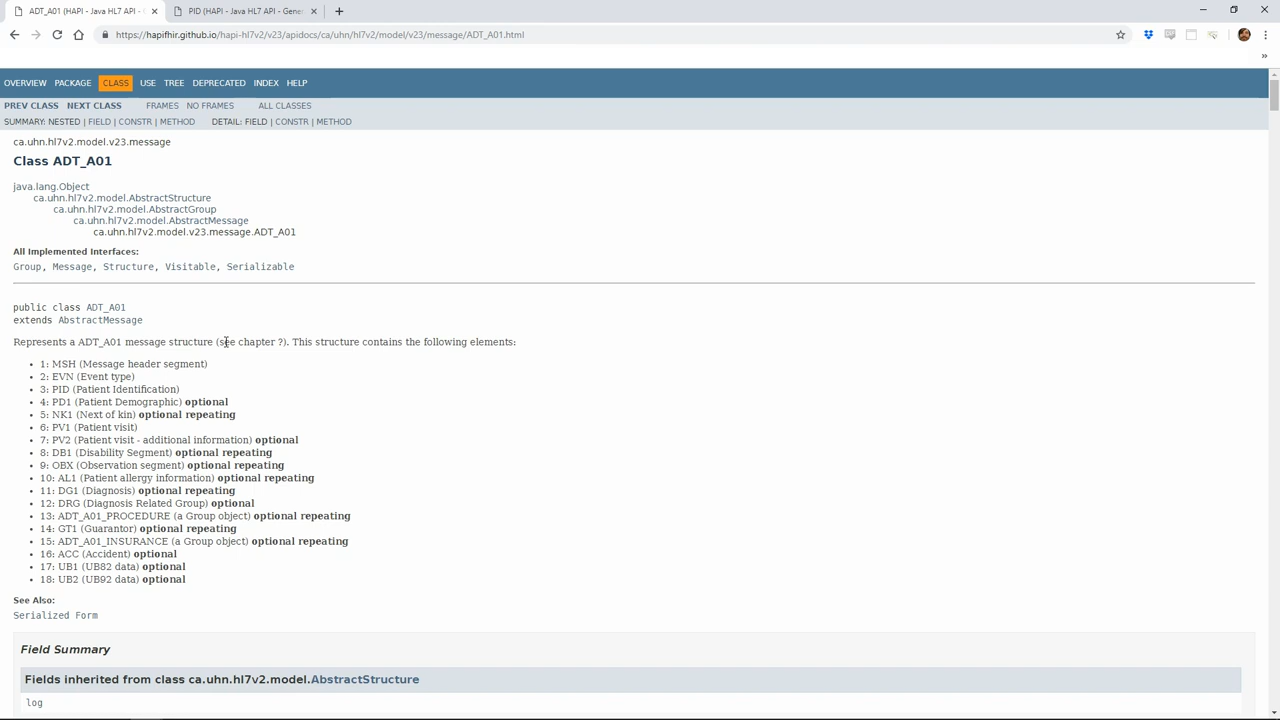 ADT_A01 (HAPI - Java HL7 API -
PID (HAPI - Java HL7 API - Gene
https://hapifhir.github.io/hapi-hl7v2/v23/apidocs/ca/uhn/hl7v2/model/v23/message/ADT_A01.html
OVERVIEW PACKAGE CLASS USE TREE DEPRECATED INDEX HELP
PREV CLASS NEXT CLASS FRAMES NO FRAMES ALL CLASSES
SUMMARY: NESTED | FIELD | CONSTR | METHOD DETAIL: FIELD | CONSTR | METHOD
ca.uhn.hl7v2.model.v23.message
Class ADT_A01
java.lang.Object
ca.uhn.hl7v2.model.AbstractStructure
ca.uhn.hl7v2.model.AbstractGroup
ca.uhn.hl7v2.model.AbstractMessage
ca.uhn.hl7v2.model.v23.message.ADT_A01
All Implemented Interfaces:
Group, Message, Structure, Visitable, Serializable
public class ADT_A01
extends AbstractMessage
Represents a ADT_A01 message structure (see chapter ?). This structure contains the following elements:
• 1: MSH (Message header segment)
• 2: EVN (Event type)
• 3: PID (Patient Identification)
• 4: PD1 (Patient Demographic) optional
• 5: NK1 (Next of kin) optional repeating
• 6: PV1 (Patient visit)
• 7: PV2 (Patient visit - additional information) optional
• 8: DB1 (Disability Segment) optional repeating
• 9: OBX (Observation segment) optional repeating
• 10: AL1 (Patient allergy information) optional repeating
• 11: DG1 (Diagnosis) optional repeating
• 12: DRG (Diagnosis Related Group) optional
• 13: ADT_A01_PROCEDURE (a Group object) optional repeating
• 14: GT1 (Guarantor) optional repeating
• 15: ADT_A01_INSURANCE (a Group object) optional repeating
• 16: ACC (Accident) optional
• 17: UB1 (UB82 data) optional
• 18: UB2 (UB92 data) optional
See Also:
Serialized Form
Field Summary
Fields inherited from class ca.uhn.hl7v2.model.AbstractStructure
log